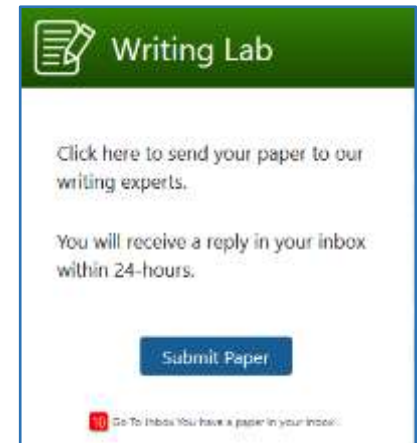 Writing Lab
Click here to send your paper to our
writing experts.
You will receive a reply in your inbox
within 24-hours.
Submit Paper
10 Go To Inbox You have a paper in your inbox